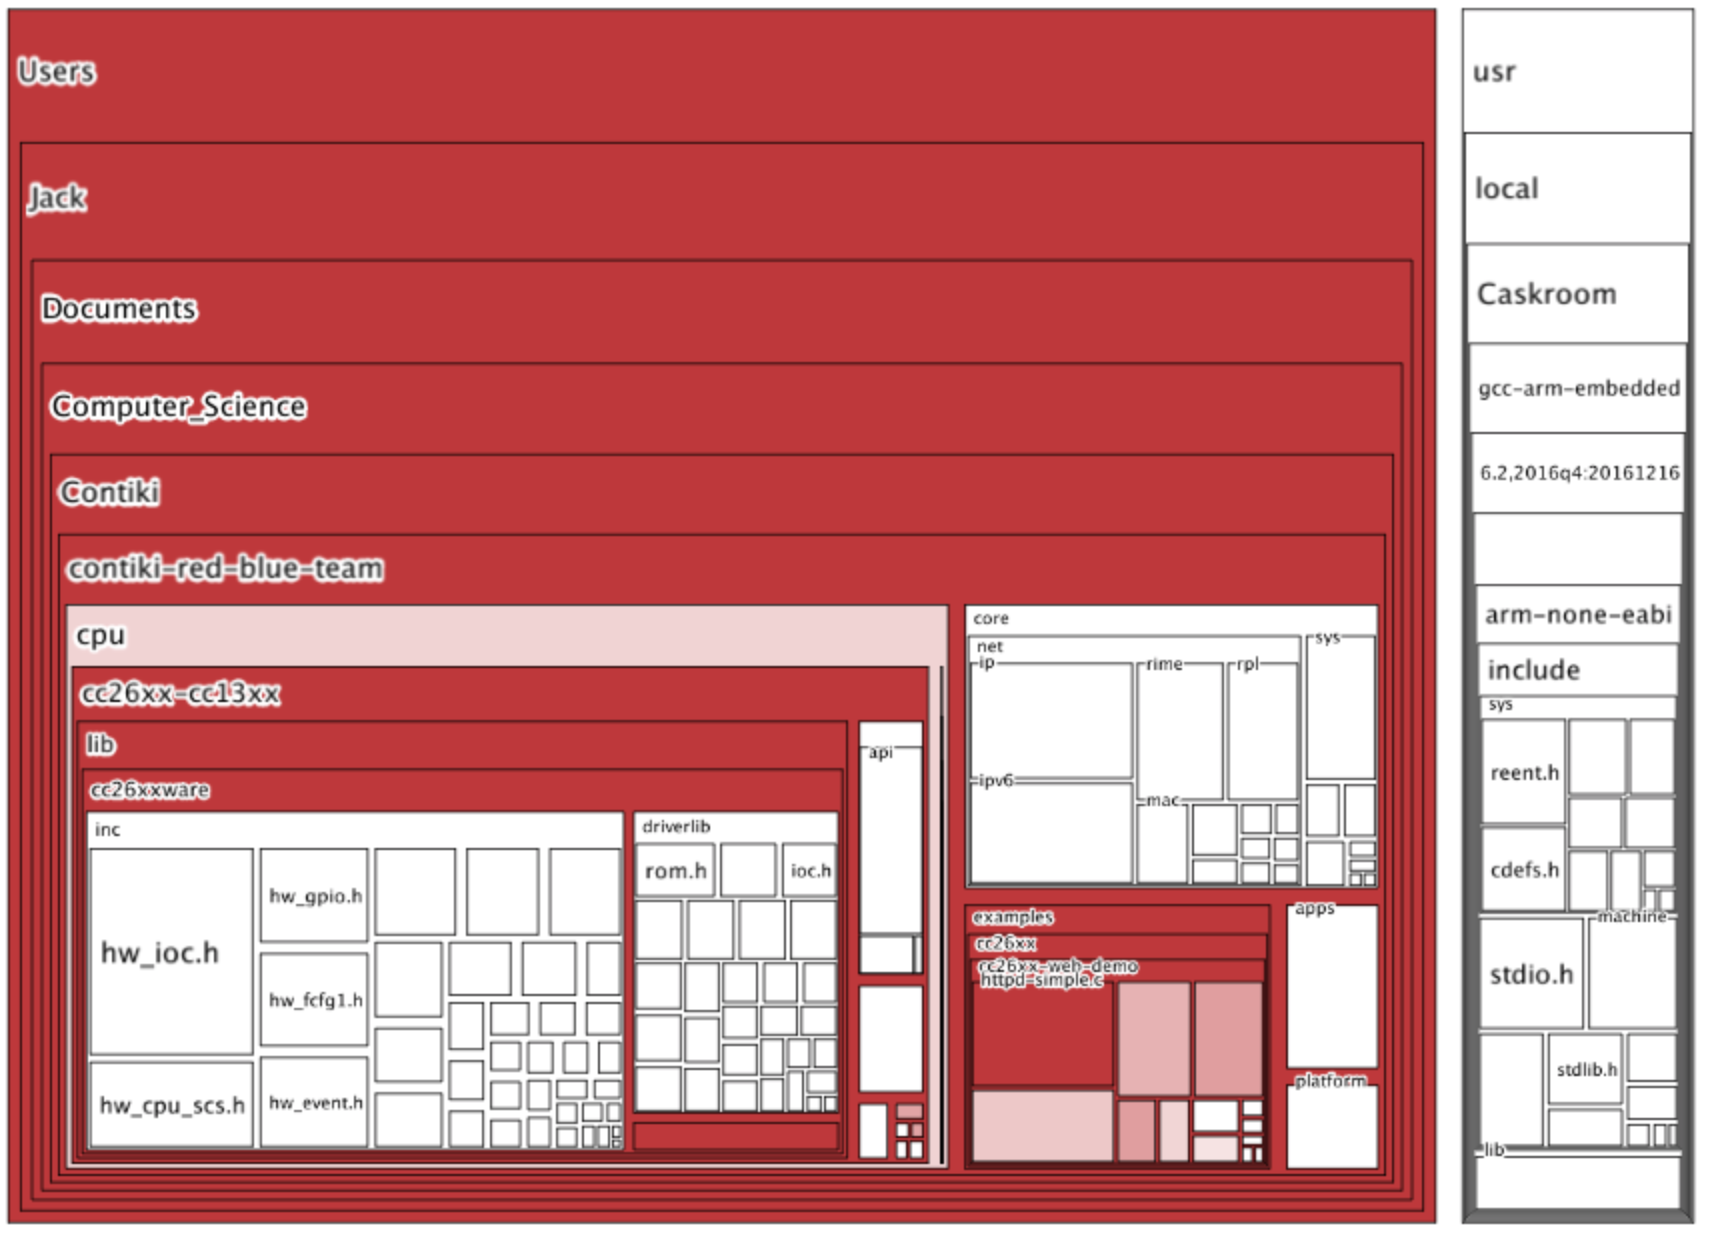 Users
Jack
Documents
Computer_Science
Contiki
contiki-red-blue-team
cpu
cc26xx-cc13xx
lib
cc26xxware
inc
hw_ioc.h
hw_cpu_scs.h
hw_gpio.h
hw_fcfg1.h
hw_event.h
driverlib
rom.h
ioc.h
api
core
net
ip
ipv6
rime
mac
rpl
sys
examples
cc26xx
cc26xx-web-demo
httpd-simple.c
apps
platform
usr
local
Caskroom
gcc-arm-embedded
6.2,2016q4:20161216
arm-none-eabi
include
sys
reent.h
cdefs.h
machine
stdio.h
stdlib.h
lib